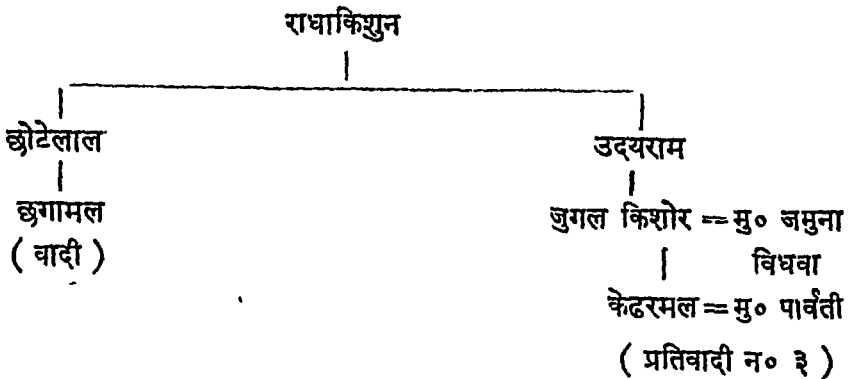 राधाकिशुन
छोटेलाल उदयराम
छगामल जुगल किशोर == मु० जमुना
( वादी ) विधवा
केढरमल == मु० पार्वती
( प्रतिवादी न० ३ )